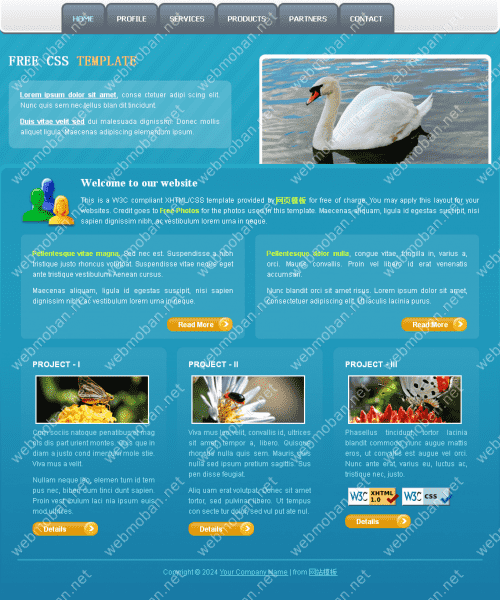 HOME PROFILE SERVICES PRODUCTS PARTNERS CONTACT
FREE CSS TEMPLATE
Lorem ipsum dolor sit amet, conse ctetuer adipi scing elit.
Nunc quis sem nec tellus blan dit tincidunt.
Duis vitae velit sed dui malesuada dignissim. Donec mollis
aliquet ligula. Maecenas adipiscing elementum ipsum.
Welcome to our website
This is a W3C compliant XHTML/CSS template provided by 网页模板 for free of charge. You may apply this layout for your
websites. Credit goes to Free Photos for the photos used in this template. Maecenas aliquam, ligula id egestas suscipit, nisi
sapien dignissim nibh, ac vestibulum lorem urna in neque.
Pellentesque vitae magna. Sed nec est. Suspendisse a nibh
tristique justo rhoncus volutpat. Suspendisse vitae neque eget
ante tristique vestibulum. Aenean cursus.
Maecenas aliquam, ligula id egestas suscipit, nisi sapien
dignissim nibh, ac vestibulum lorem urna in neque.
Read More
Pellentesque dolor nulla, congue vitae, fringilla in, varius a,
orci. Mauris convallis. Proin vel libero id erat venenatis
accumsan.
Nunc blandit orci sit amet risus. Lorem ipsum dolor sit amet,
consectetuer adipiscing elit. Ut iaculis lacinia purus.
Read More
PROJECT - I
Cum sociis natoque penatibus et mag
nis dis part urient montes. Duis que in
diam a justo cond imentum mole stie.
Viva mus a velit.
Nullam neque leo, elemen tum id tem
pus nec, bibendum tinci dunt sapien.
Proin vestibulum laci nia ipsum euis
mod ultrices.
Details
PROJECT - II
Viva mus leo velit, convallis id, ultrices
sit amet, tempor a, libero. Quisque
rhoncus nulla quis sem. Mauris quis
nulla sed ipsum pretium sagittis. Sus
pen disse feugiat.
Aliq uam erat volutpat. Donec sit amet
tortor, sed pulvinar libero. Ut tempus
con secte tur dolor, sed vul put ate nul.
Details
PROJECT - III
Phasellus tincidunt, tortor lacinia
blandit commodo, nunc augue mattis
eros, ut convallis est augue vel orci.
Nunc ante erat, varius eu, luctus ac,
tristique nec, justo.
W3C XHTML 1.0 W3C CSS
Details
Copyright © 2024 Your Company Name | from 网站模板
webmoban.net